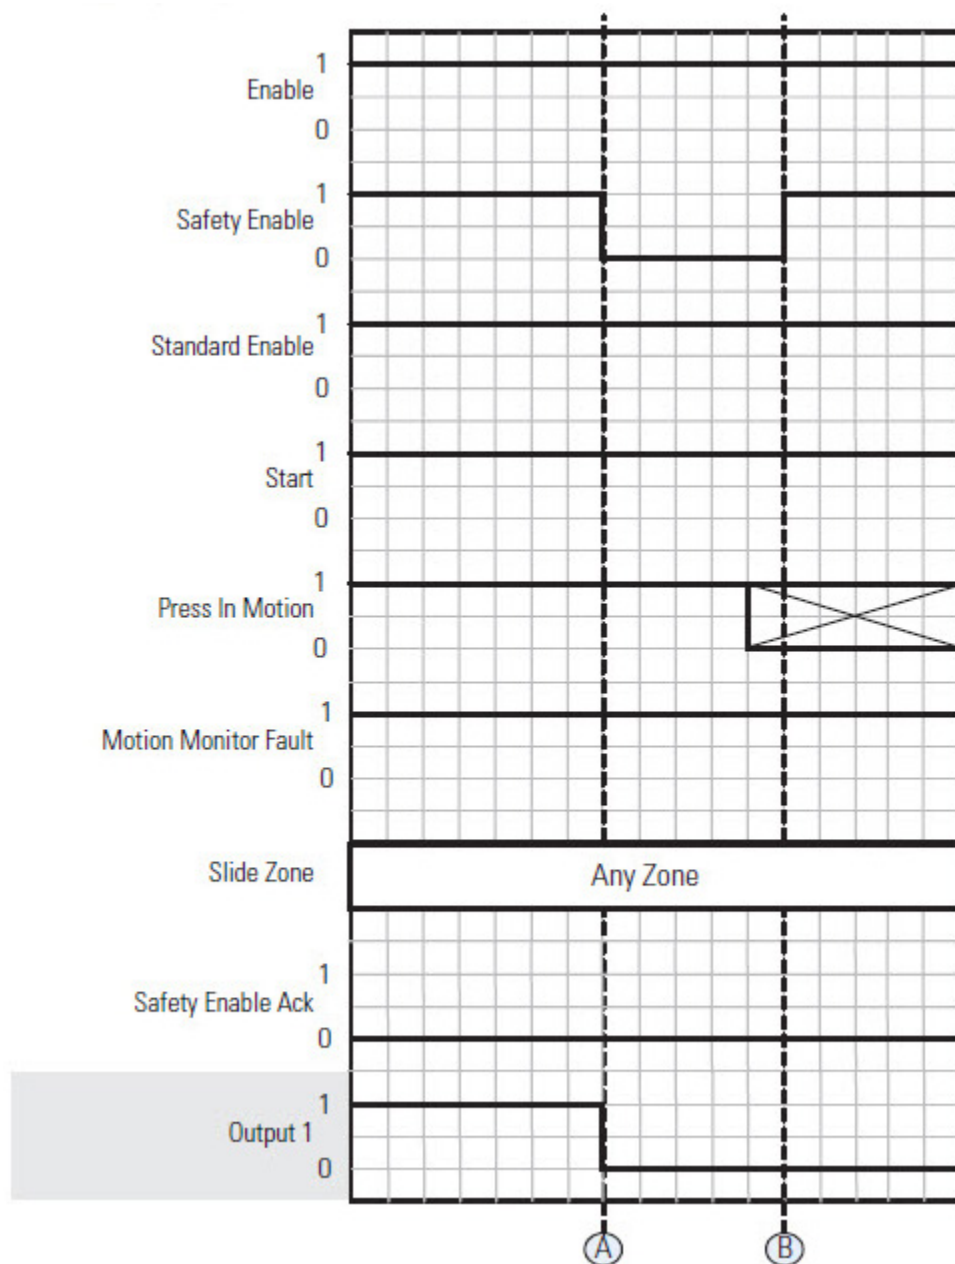 1
Enable
0
1
Safety Enable
0
1
Standard Enable
0
1
Start
0
1
Press In Motion
0
1
Motion Monitor Fault
0
Slide Zone Any Zone
1
Safety Enable Ack
0
1
Output 1
0
A B